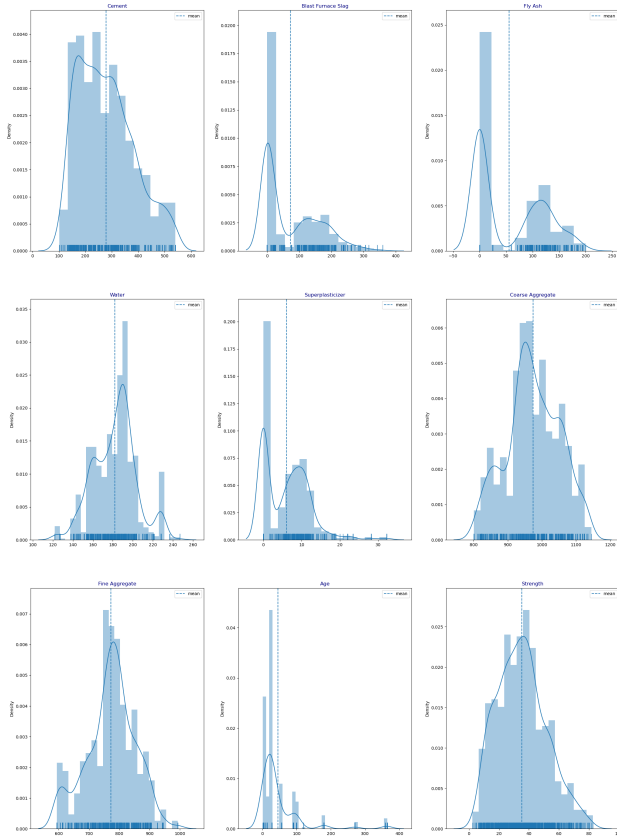 Cement
mean
Density
0.0040
0.0035
0.0030
0.0025
0.0020
0.0015
0.0010
0.0005
0.0000
0 100 200 300 400 500 600
Blast Furnace Slag
mean
Density
0.0200
0.0175
0.0150
0.0125
0.0100
0.0075
0.0050
0.0025
0.0000
0 100 200 300 400
Fly Ash
mean
Density
0.025
0.020
0.015
0.010
0.005
0.000
−50 0 50 100 150 200 250
Water
mean
Density
0.035
0.030
0.025
0.020
0.015
0.010
0.005
0.000
100 120 140 160 180 200 220 240 260
Superplasticizer
mean
Density
0.200
0.175
0.150
0.125
0.100
0.075
0.050
0.025
0.000
0 10 20 30
Coarse Aggregate
mean
Density
0.006
0.005
0.004
0.003
0.002
0.001
0.000
800 900 1000 1100 1200
Fine Aggregate
mean
Density
0.007
0.006
0.005
0.004
0.003
0.002
0.001
0.000
600 700 800 900 1000
Age
mean
Density
0.04
0.03
0.02
0.01
0.00
0 100 200 300 400
Strength
mean
Density
0.025
0.020
0.015
0.010
0.005
0.000
0 20 40 60 80